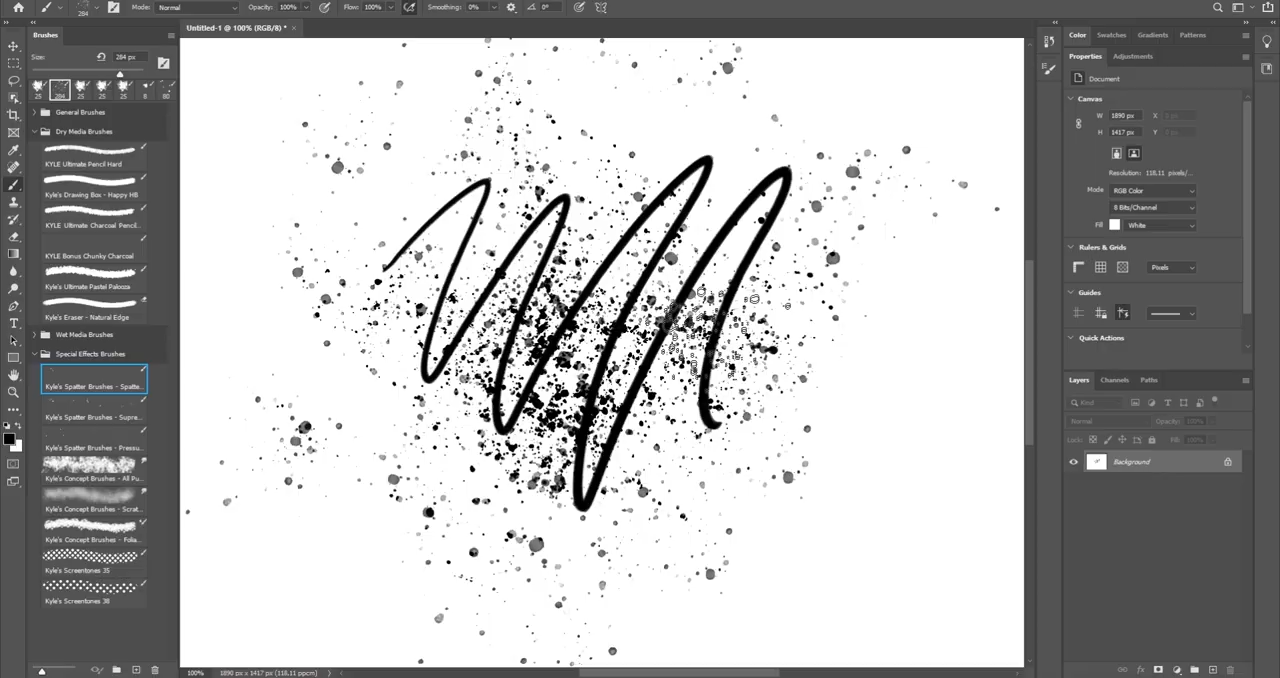 284 Mode: Normal Opacity: 100% Flow: 100% Smoothing: 0% 0°
Untitled-1 @ 100% (RGB/8) *
Brushes
Size: 284 px
25 284 25 25 25 8 80
General Brushes
Dry Media Brushes
KYLE Ultimate Pencil Hard
Kyle's Drawing Box - Happy HB
KYLE Ultimate Charcoal Pencil...
KYLE Bonus Chunky Charcoal
Kyle's Ultimate Pastel Palooza
Kyle's Eraser - Natural Edge
Wet Media Brushes
Special Effects Brushes
Kyle's Spatter Brushes - Spatte...
Kyle's Spatter Brushes - Supre...
Kyle's Spatter Brushes - Pressu...
Kyle's Concept Brushes - All Pu...
Kyle's Concept Brushes - Scrat...
Kyle's Concept Brushes - Folia...
Kyle's Screentones 35
Kyle's Screentones 38
100% 1890 px x 1417 px (118,11 ppcm)
Color Swatches Gradients Patterns
Properties Adjustments
Document
Canvas
W 1890 px X 0 px
H 1417 px Y 0 px
Resolution: 118,11 pixels/...
Mode RGB Color
8 Bits/Channel
Fill White
Rulers & Grids
Pixels
Guides
Quick Actions
Layers Channels Paths
Kind
Normal Opacity: 100%
Lock: Fill: 100%
Background